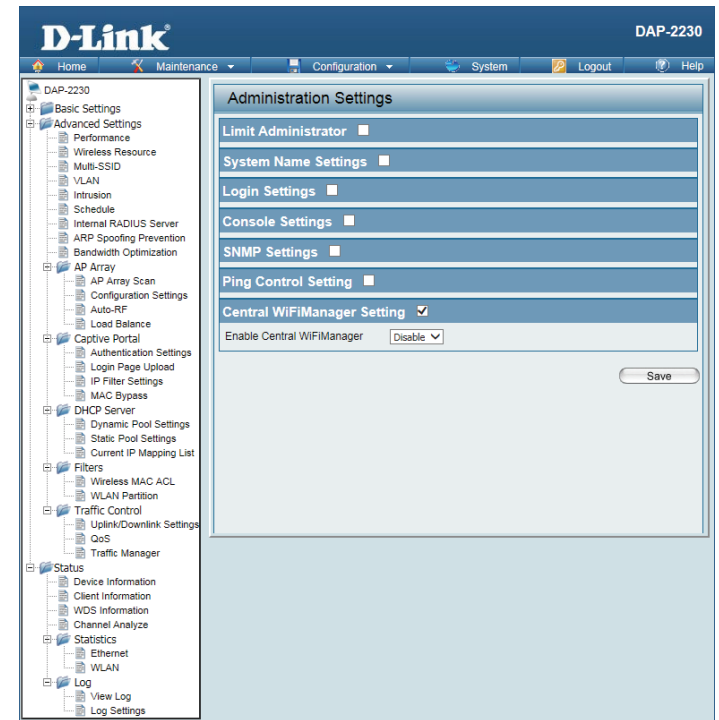 D-Link®
DAP-2230
Home Maintenance Configuration System Logout Help
DAP-2230
Basic Settings
Advanced Settings
Performance
Wireless Resource
Multi-SSID
VLAN
Intrusion
Schedule
Internal RADIUS Server
ARP Spoofing Prevention
Bandwidth Optimization
AP Array
AP Array Scan
Configuration Settings
Auto-RF
Load Balance
Captive Portal
Authentication Settings
Login Page Upload
IP Filter Settings
MAC Bypass
DHCP Server
Dynamic Pool Settings
Static Pool Settings
Current IP Mapping List
Filters
Wireless MAC ACL
WLAN Partition
Traffic Control
Uplink/Downlink Settings
QoS
Traffic Manager
Status
Device Information
Client Information
WDS Information
Channel Analyze
Statistics
Ethernet
WLAN
Log
View Log
Log Settings
Administration Settings
Limit Administrator
System Name Settings
Login Settings
Console Settings
SNMP Settings
Ping Control Setting
Central WiFiManager Setting
Enable Central WiFiManager Disable
Save